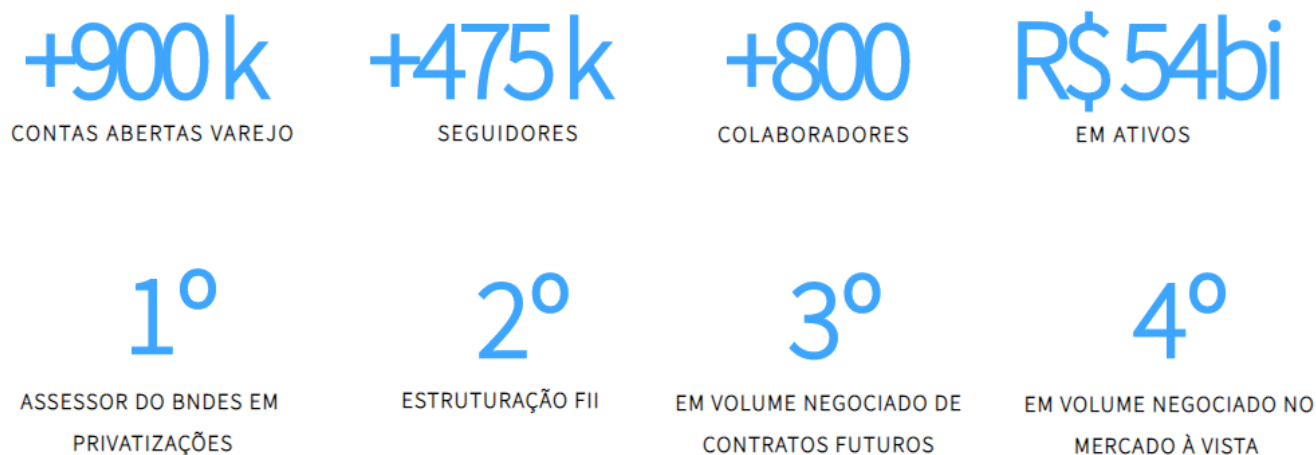 +900 k
CONTAS ABERTAS VAREJO
+475 k
SEGUIDORES
+800
COLABORADORES
R$ 54bi
EM ATIVOS
1º
ASSESSOR DO BNDES EM
PRIVATIZAÇÕES
2º
ESTRUTURAÇÃO FII
3º
EM VOLUME NEGOCIADO DE
CONTRATOS FUTUROS
4º
EM VOLUME NEGOCIADO NO
MERCADO À VISTA